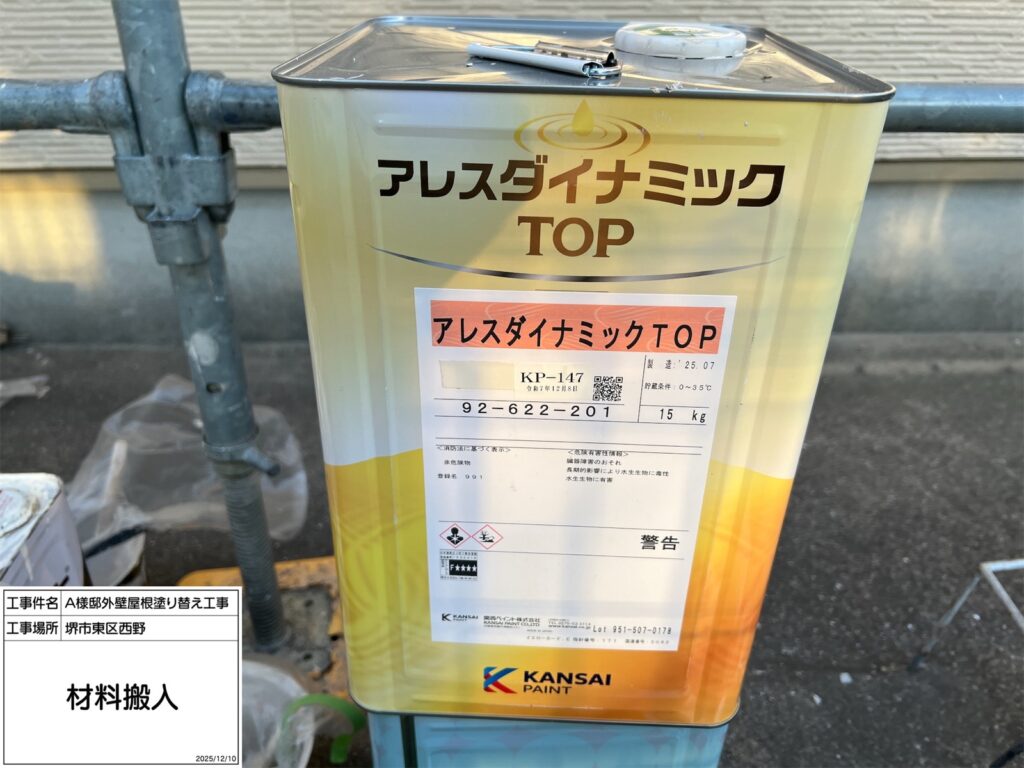 アレスダイナミック
TOP
アレスダイナミックTOP
KP-147
令和7年12月8日
製造:'25.07
貯蔵条件:0~35℃
92-622-201
15 kg
<消防法に基づく表示>
非危険物
登録名 991
<危険有害性情報>
臓器障害のおそれ
長期的影響により水生生物に毒性
水生生物に有害
警告
F★★★★
KANSAI
関西ペイント株式会社
KANSAI PAINT CO.,LTD.
www.kansai.co.jp
Lot 951-507-0178
KANSAI
PAINT
工事件名 A様邸外壁屋根塗り替え工事
工事場所 堺市東区西野
材料搬入
2025/12/10